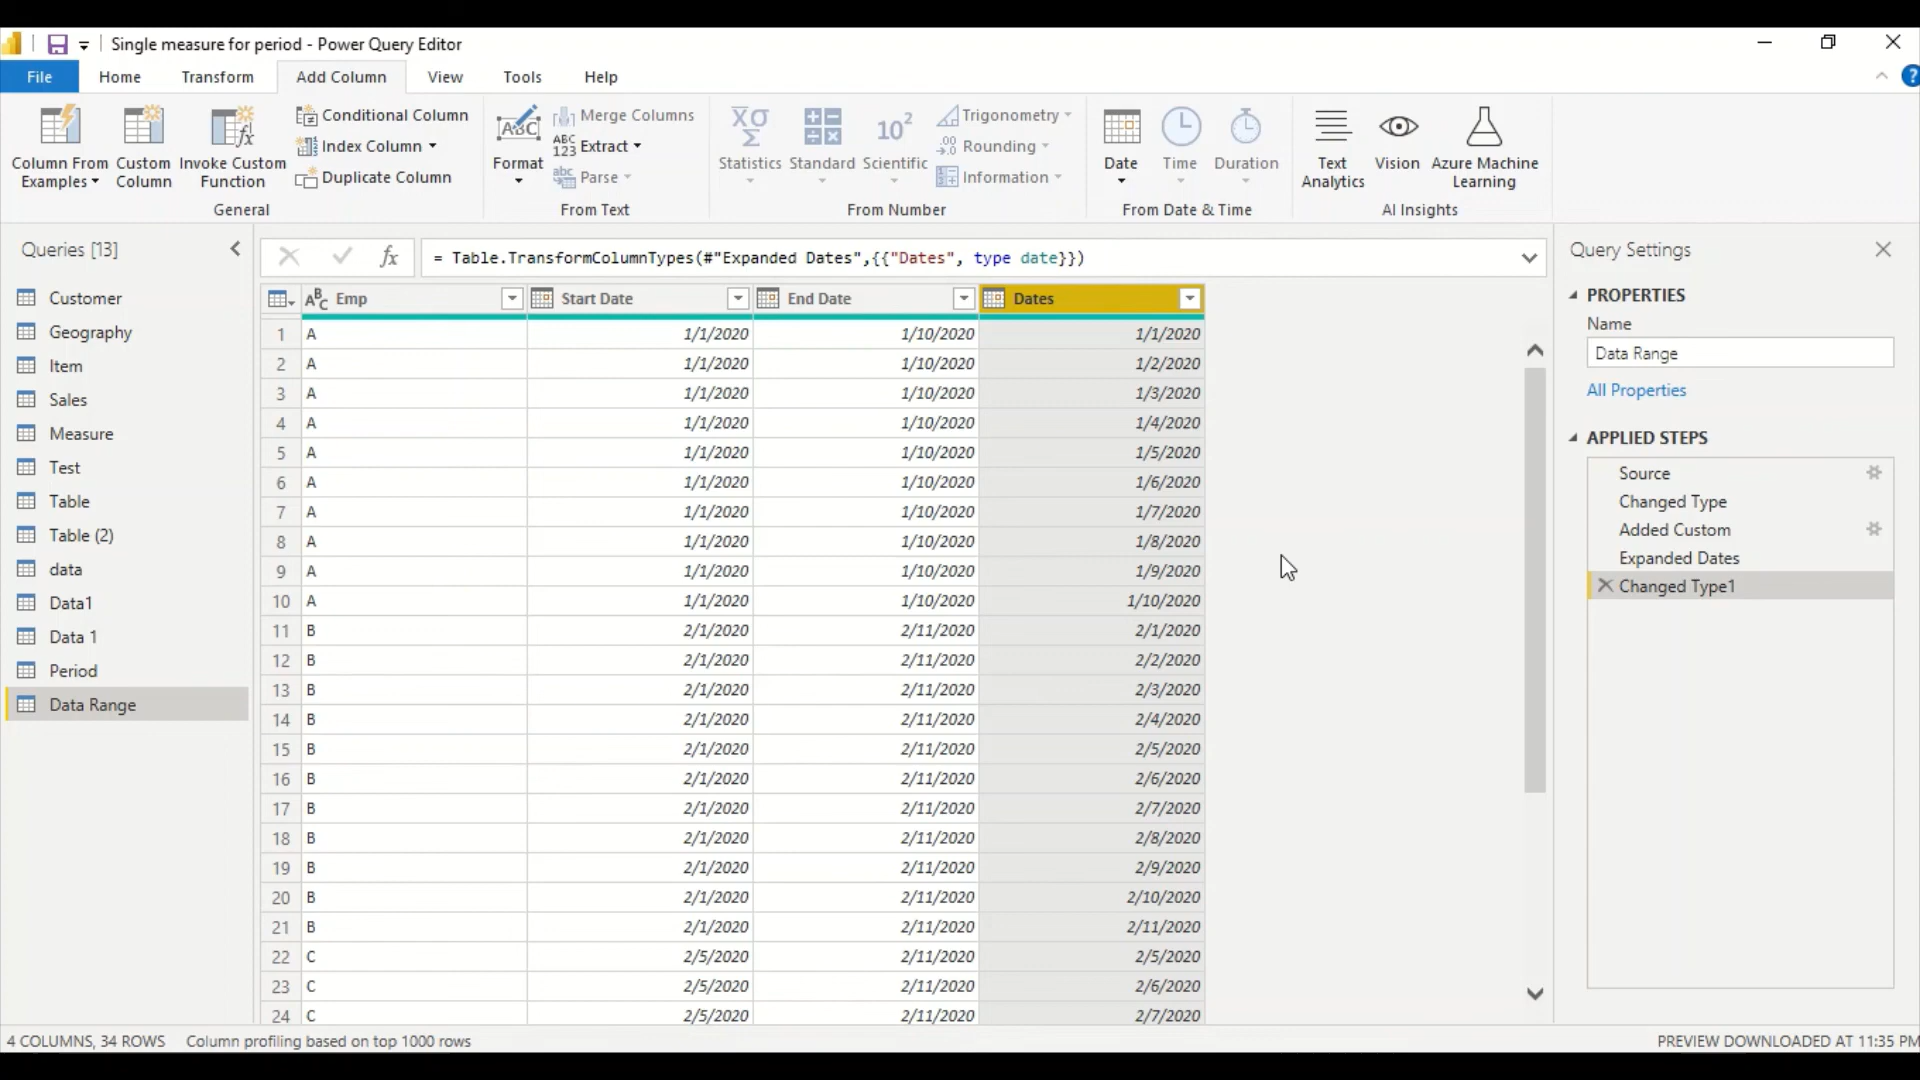 Single measure for period - Power Query Editor
File Home Transform Add Column View Tools Help
Column From Examples
Custom Column
Invoke Custom Function
Conditional Column
Index Column
Duplicate Column
General
Format
Merge Columns
Extract
Parse
From Text
Statistics
Standard
Scientific
Trigonometry
Rounding
Information
From Number
Date
Time
Duration
From Date & Time
Text Analytics
Vision
Azure Machine Learning
AI Insights
Queries [13]
Customer
Geography
Item
Sales
Measure
Test
Table
Table (2)
data
Data1
Data 1
Period
Data Range
fx = Table.TransformColumnTypes(#"Expanded Dates",{{"Dates", type date}})
Emp Start Date End Date Dates
1 A 1/1/2020 1/10/2020 1/1/2020
2 A 1/1/2020 1/10/2020 1/2/2020
3 A 1/1/2020 1/10/2020 1/3/2020
4 A 1/1/2020 1/10/2020 1/4/2020
5 A 1/1/2020 1/10/2020 1/5/2020
6 A 1/1/2020 1/10/2020 1/6/2020
7 A 1/1/2020 1/10/2020 1/7/2020
8 A 1/1/2020 1/10/2020 1/8/2020
9 A 1/1/2020 1/10/2020 1/9/2020
10 A 1/1/2020 1/10/2020 1/10/2020
11 B 2/1/2020 2/11/2020 2/1/2020
12 B 2/1/2020 2/11/2020 2/2/2020
13 B 2/1/2020 2/11/2020 2/3/2020
14 B 2/1/2020 2/11/2020 2/4/2020
15 B 2/1/2020 2/11/2020 2/5/2020
16 B 2/1/2020 2/11/2020 2/6/2020
17 B 2/1/2020 2/11/2020 2/7/2020
18 B 2/1/2020 2/11/2020 2/8/2020
19 B 2/1/2020 2/11/2020 2/9/2020
20 B 2/1/2020 2/11/2020 2/10/2020
21 B 2/1/2020 2/11/2020 2/11/2020
22 C 2/5/2020 2/11/2020 2/5/2020
23 C 2/5/2020 2/11/2020 2/6/2020
24 C 2/5/2020 2/11/2020 2/7/2020
Query Settings
PROPERTIES
Name
Data Range
All Properties
APPLIED STEPS
Source
Changed Type
Added Custom
Expanded Dates
Changed Type1
4 COLUMNS, 34 ROWS Column profiling based on top 1000 rows
PREVIEW DOWNLOADED AT 11:35 PM